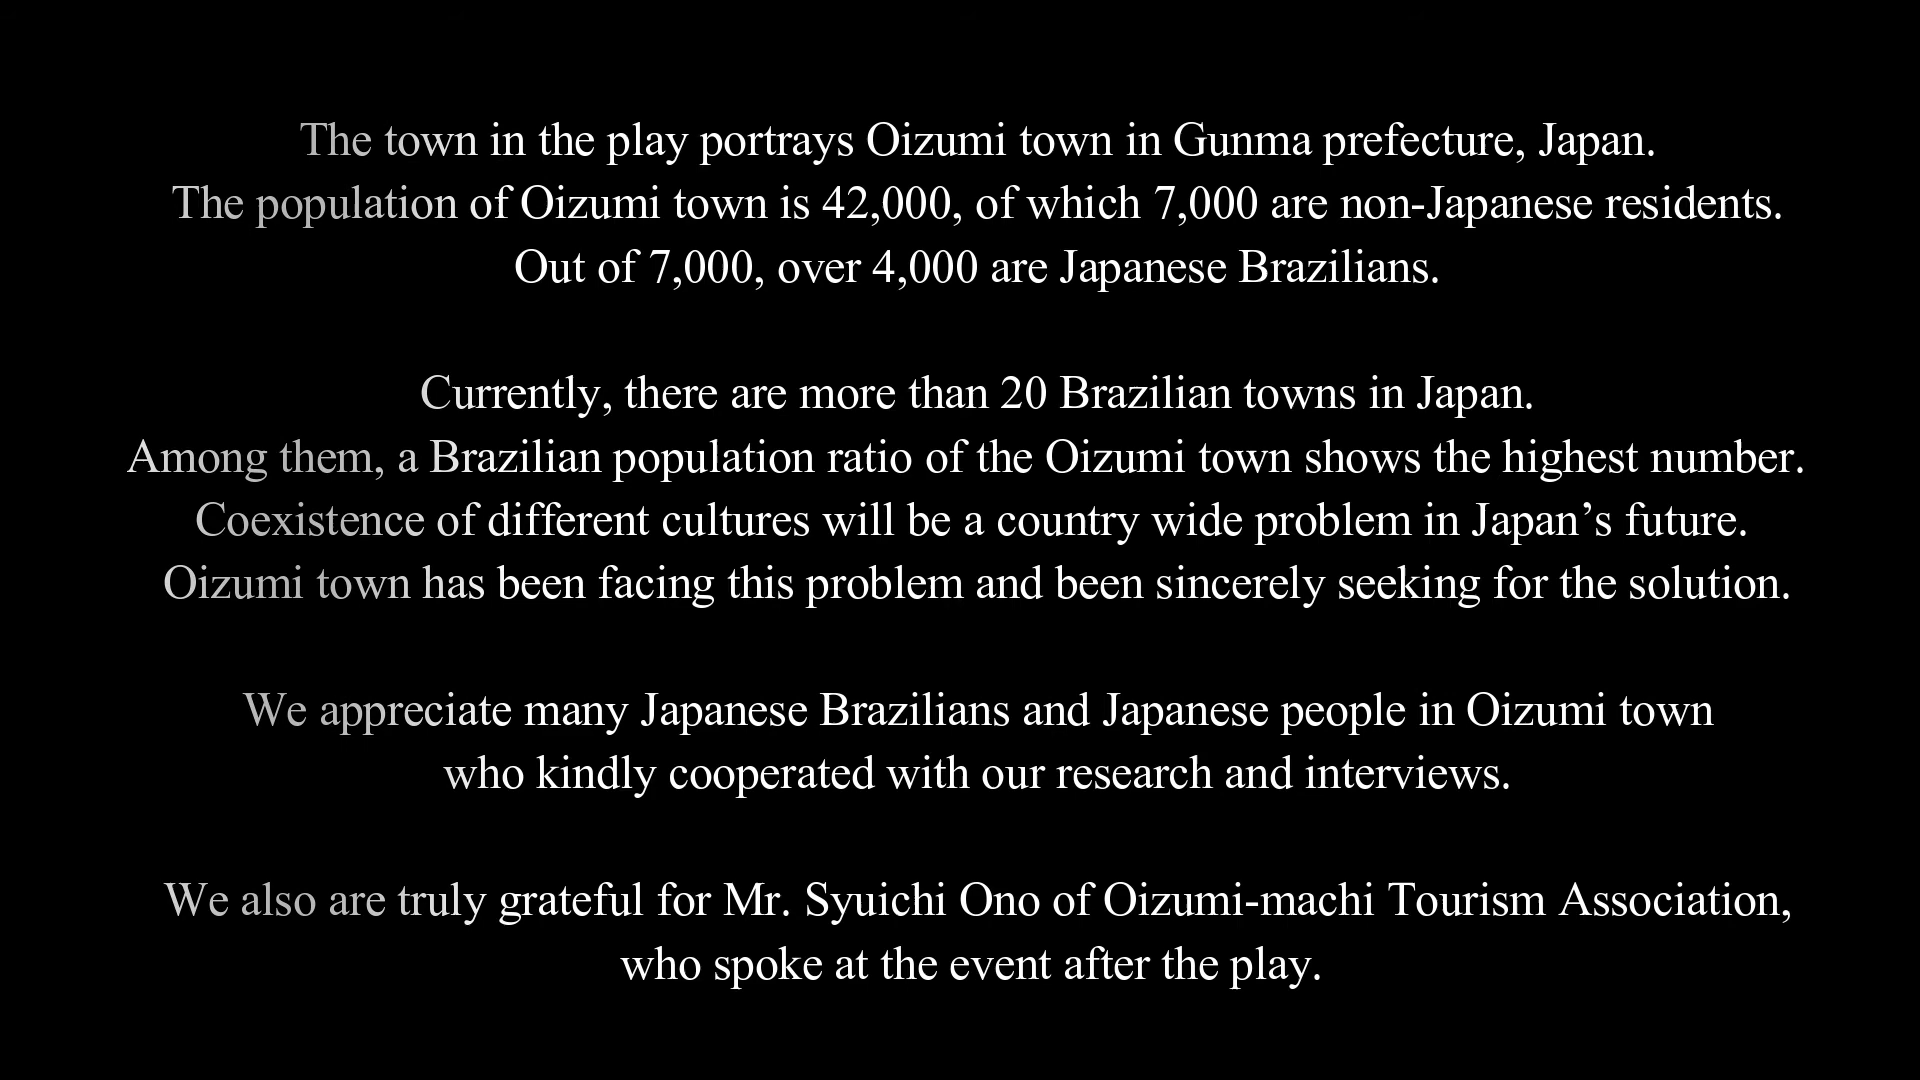 The town in the play portrays Oizumi town in Gunma prefecture, Japan.
The population of Oizumi town is 42,000, of which 7,000 are non-Japanese residents.
Out of 7,000, over 4,000 are Japanese Brazilians.
Currently, there are more than 20 Brazilian towns in Japan.
Among them, a Brazilian population ratio of the Oizumi town shows the highest number.
Coexistence of different cultures will be a country wide problem in Japan’s future.
Oizumi town has been facing this problem and been sincerely seeking for the solution.
We appreciate many Japanese Brazilians and Japanese people in Oizumi town
who kindly cooperated with our research and interviews.
We also are truly grateful for Mr. Syuichi Ono of Oizumi-machi Tourism Association,
who spoke at the event after the play.